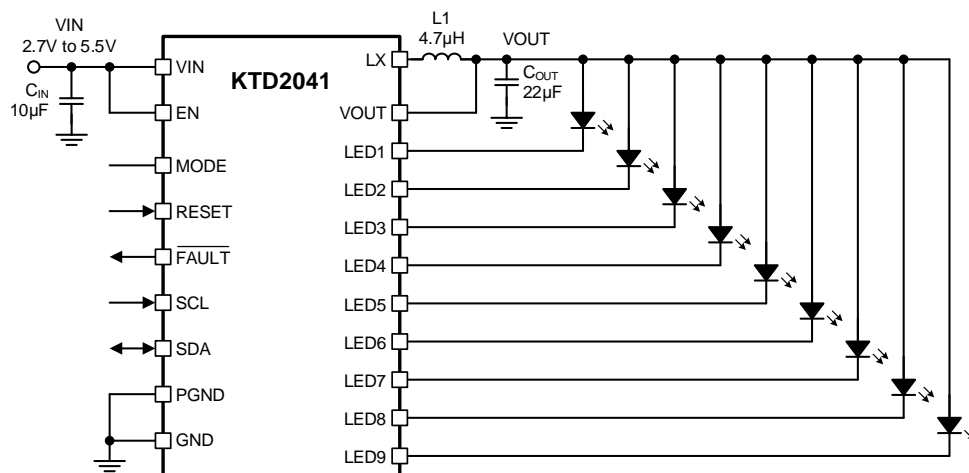 VIN
2.7V to 5.5V
CIN
10µF
KTD2041
VIN
EN
MODE
RESET
FAULT
SCL
SDA
PGND
GND
LX
VOUT
LED1
LED2
LED3
LED4
LED5
LED6
LED7
LED8
LED9
L1
4.7µH
VOUT
COUT
22µF